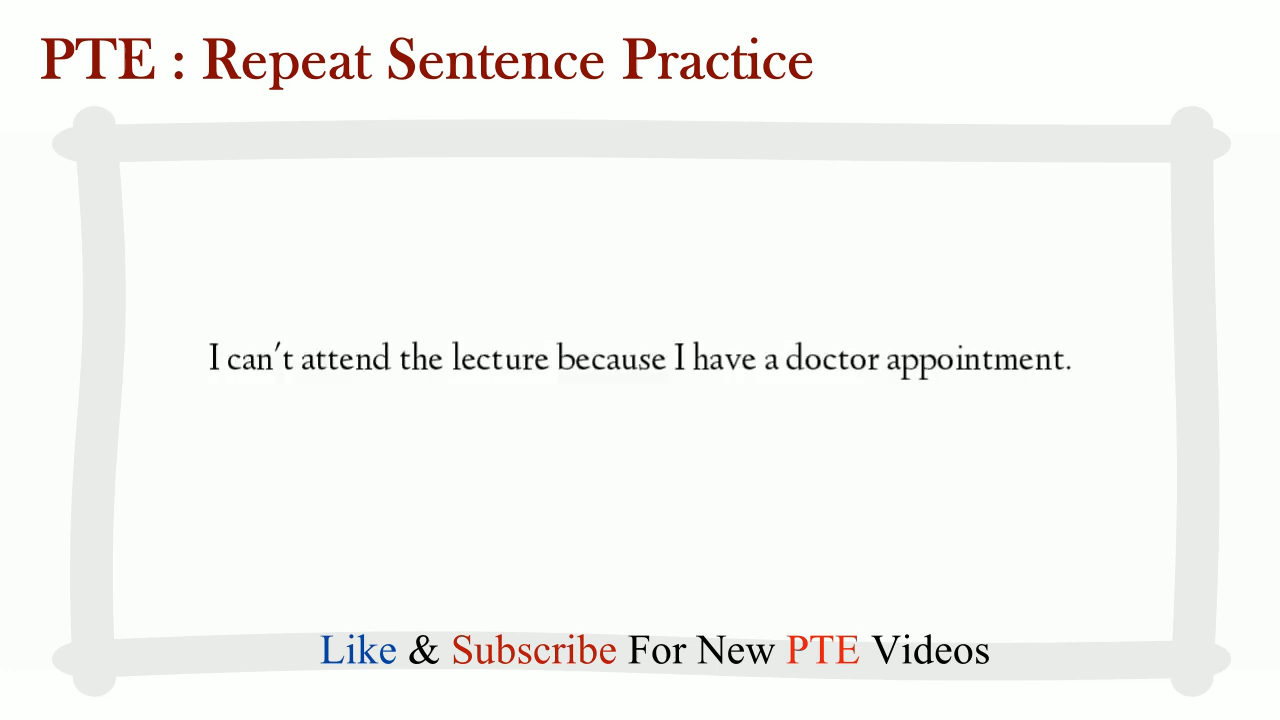 PTE : Repeat Sentence Practice
I can't attend the lecture because I have a doctor appointment.
Like & Subscribe For New PTE Videos